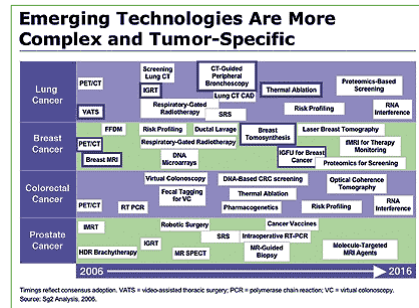 Emerging Technologies Are More
Complex and Tumor-Specific
Lung
Cancer
PET/CT
VATS
Screening
Lung CT
IGRT
Respiratory-Gated
Radiotherapy
CT-Guided
Peripheral
Bronchoscopy
Lung CT CAD
SRS
Thermal Ablation
Risk Profiling
Proteomics-Based
Screening
RNA
Interference
Breast
Cancer
FFDM
PET/CT
Breast MRI
Risk Profiling
Ductal Lavage
Respiratory-Gated Radiotherapy
DNA
Microarrays
Breast
Tomosynthesis
IGFU for Breast
Cancer
Laser Breast Tomography
fMRI for Therapy
Monitoring
Proteomics for Screening
Colorectal
Cancer
PET/CT
RT PCR
Virtual Colonoscopy
Fecal Tagging
for VC
DNA-Based CRC screening
Thermal Ablation
Pharmacogenetics
Optical Coherence
Tomography
Risk Profiling
RNA
Interference
Prostate
Cancer
IMRT
HDR Brachytherapy
IGRT
Robotic Surgery
MR SPECT
SRS
Cancer Vaccines
Intraoperative RT-PCR
MR-Guided
Biopsy
Molecule-Targeted
MRI Agents
2006
2016
Timings reflect consensus adoption. VATS = video-assisted thoracic surgery; PCR = polymerase chain reaction; VC = virtual colonoscopy.
Source: Sg2 Analysis, 2006.